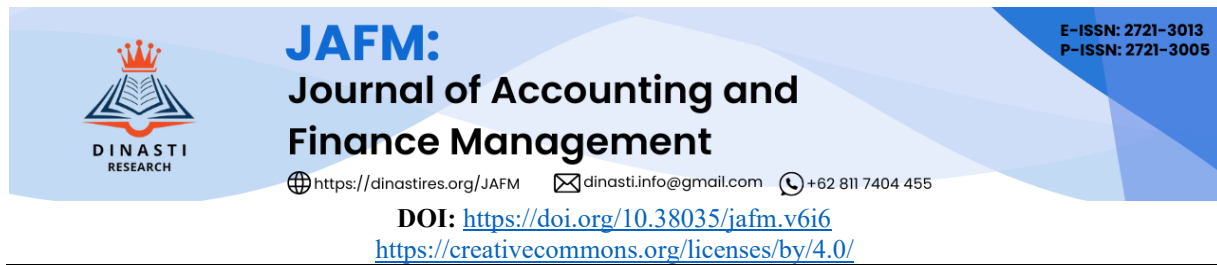 E-ISSN: 2721-3013
P-ISSN: 2721-3005
JAFM:
Journal of Accounting and
Finance Management
DINASTI
RESEARCH
https://dinastires.org/JAFM dinasti.info@gmail.com +62 811 7404 455
DOI: https://doi.org/10.38035/jafm.v6i6
https://creativecommons.org/licenses/by/4.0/